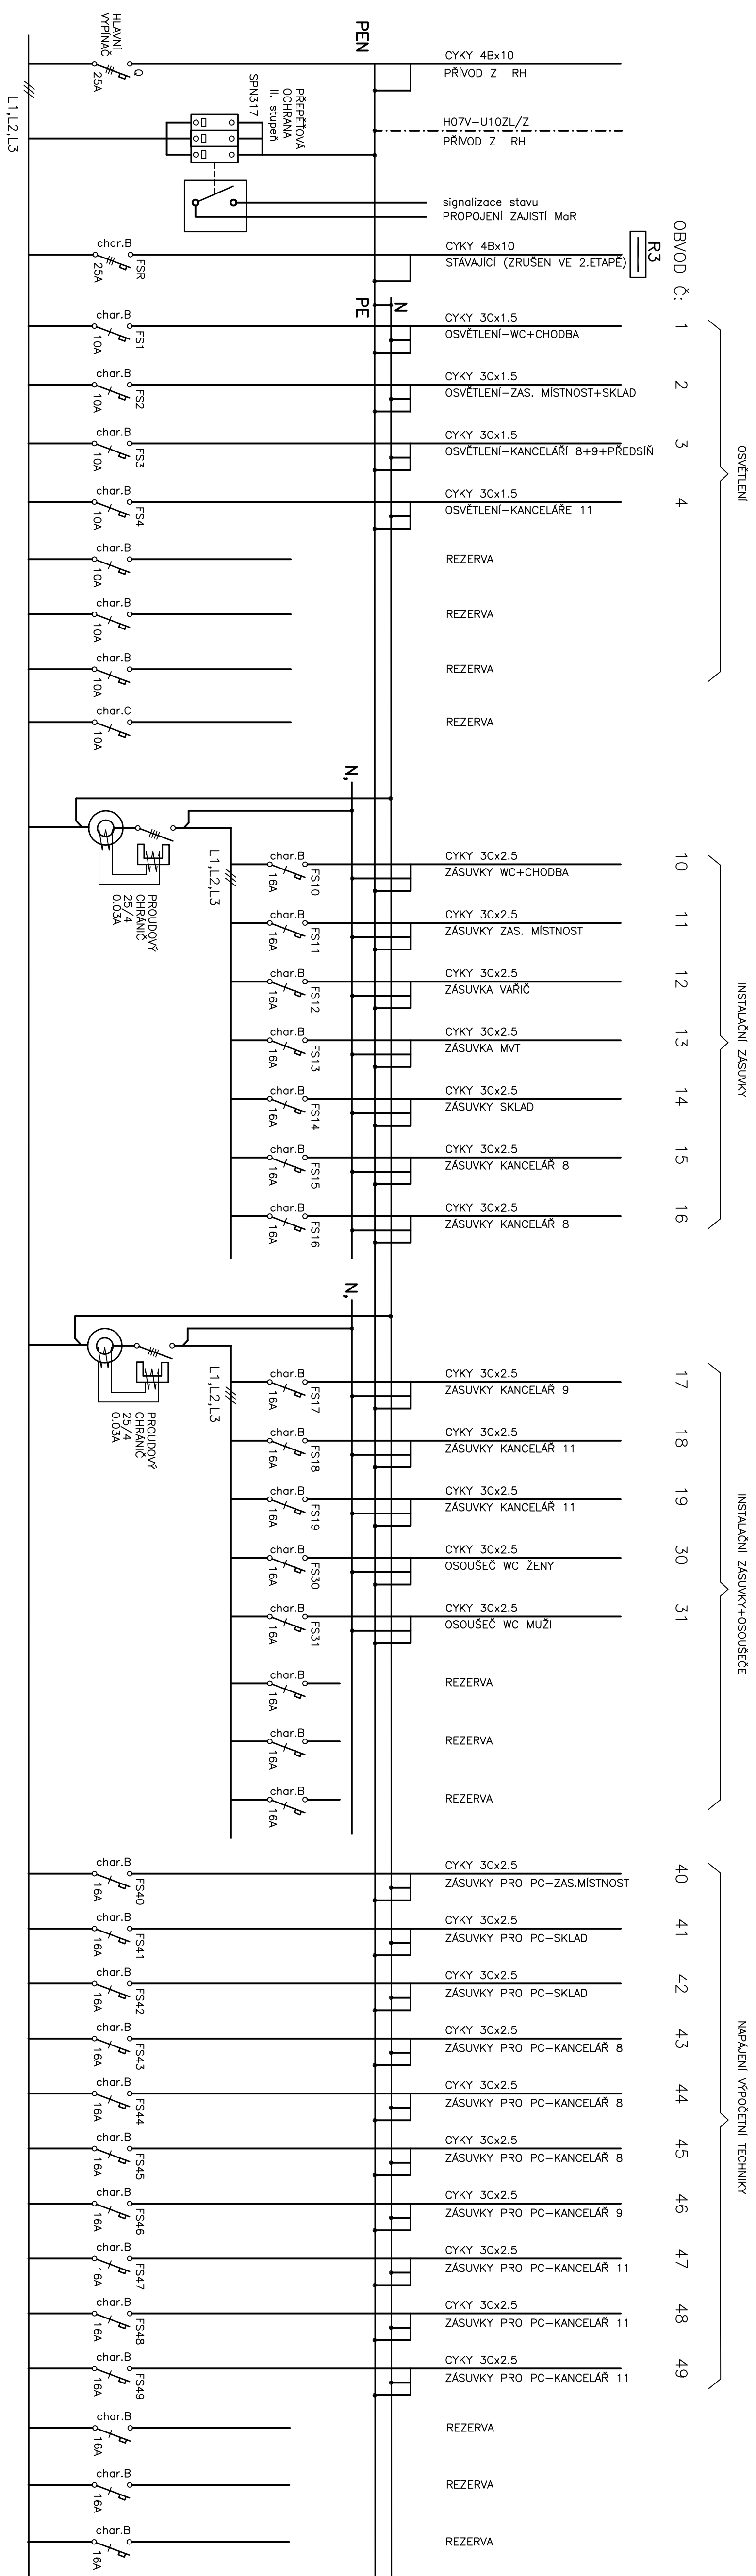 HLAVNÍ
VYPÍNAČ
Q
25A
L1,L2,L3
PEN
CYKY 4Bx10
PŘÍVOD Z RH
H07V-U10ZL/Z
PŘÍVOD Z RH
PŘEPĚŤOVÁ
OCHRANA
II. stupeň
SPN317
signalizace stavu
PROPOJENÍ ZAJISTÍ MaR
R3
OBVOD Č:
char.B
FSR
25A
CYKY 4Bx10
STÁVAJÍCÍ (ZRUŠEN VE 2.ETAPĚ)
PE
N
OSVĚTLENÍ
char.B
FS1
10A
CYKY 3Cx1.5
OSVĚTLENÍ-WC+CHODBA
1
char.B
FS2
10A
CYKY 3Cx1.5
OSVĚTLENÍ-ZAS. MÍSTNOST+SKLAD
2
char.B
FS3
10A
CYKY 3Cx1.5
OSVĚTLENÍ-KANCELÁŘÍ 8+9+PŘEDSÍŇ
3
char.B
FS4
10A
CYKY 3Cx1.5
OSVĚTLENÍ-KANCELÁŘE 11
4
char.B
10A
REZERVA
char.B
10A
REZERVA
char.B
10A
REZERVA
char.C
10A
REZERVA
N,
PROUDOVÝ
CHRÁNIČ
25/4
0.03A
L1,L2,L3
INSTALAČNÍ ZÁSUVKY
char.B
FS10
16A
CYKY 3Cx2.5
ZÁSUVKY WC+CHODBA
10
char.B
FS11
16A
CYKY 3Cx2.5
ZÁSUVKY ZAS. MÍSTNOST
11
char.B
FS12
16A
CYKY 3Cx2.5
ZÁSUVKA VAŘIČ
12
char.B
FS13
16A
CYKY 3Cx2.5
ZÁSUVKA MVT
13
char.B
FS14
16A
CYKY 3Cx2.5
ZÁSUVKY SKLAD
14
char.B
FS15
16A
CYKY 3Cx2.5
ZÁSUVKY KANCELÁŘ 8
15
char.B
FS16
16A
CYKY 3Cx2.5
ZÁSUVKY KANCELÁŘ 8
16
N,
PROUDOVÝ
CHRÁNIČ
25/4
0.03A
L1,L2,L3
INSTALAČNÍ ZÁSUVKY+OSOUŠEČE
char.B
FS17
16A
CYKY 3Cx2.5
ZÁSUVKY KANCELÁŘ 9
17
char.B
FS18
16A
CYKY 3Cx2.5
ZÁSUVKY KANCELÁŘ 11
18
char.B
FS19
16A
CYKY 3Cx2.5
ZÁSUVKY KANCELÁŘ 11
19
char.B
FS30
16A
CYKY 3Cx2.5
OSOUŠEČ WC ŽENY
30
char.B
FS31
16A
CYKY 3Cx2.5
OSOUŠEČ WC MUŽI
31
char.B
16A
REZERVA
char.B
16A
REZERVA
char.B
16A
REZERVA
NAPÁJENÍ VÝPOČETNÍ TECHNIKY
char.B
FS40
16A
CYKY 3Cx2.5
ZÁSUVKY PRO PC-ZAS.MÍSTNOST
40
char.B
FS41
16A
CYKY 3Cx2.5
ZÁSUVKY PRO PC-SKLAD
41
char.B
FS42
16A
CYKY 3Cx2.5
ZÁSUVKY PRO PC-SKLAD
42
char.B
FS43
16A
CYKY 3Cx2.5
ZÁSUVKY PRO PC-KANCELÁŘ 8
43
char.B
FS44
16A
CYKY 3Cx2.5
ZÁSUVKY PRO PC-KANCELÁŘ 8
44
char.B
FS45
16A
CYKY 3Cx2.5
ZÁSUVKY PRO PC-KANCELÁŘ 8
45
char.B
FS46
16A
CYKY 3Cx2.5
ZÁSUVKY PRO PC-KANCELÁŘ 9
46
char.B
FS47
16A
CYKY 3Cx2.5
ZÁSUVKY PRO PC-KANCELÁŘ 11
47
char.B
FS48
16A
CYKY 3Cx2.5
ZÁSUVKY PRO PC-KANCELÁŘ 11
48
char.B
FS49
16A
CYKY 3Cx2.5
ZÁSUVKY PRO PC-KANCELÁŘ 11
49
char.B
16A
REZERVA
char.B
16A
REZERVA
char.B
16A
REZERVA